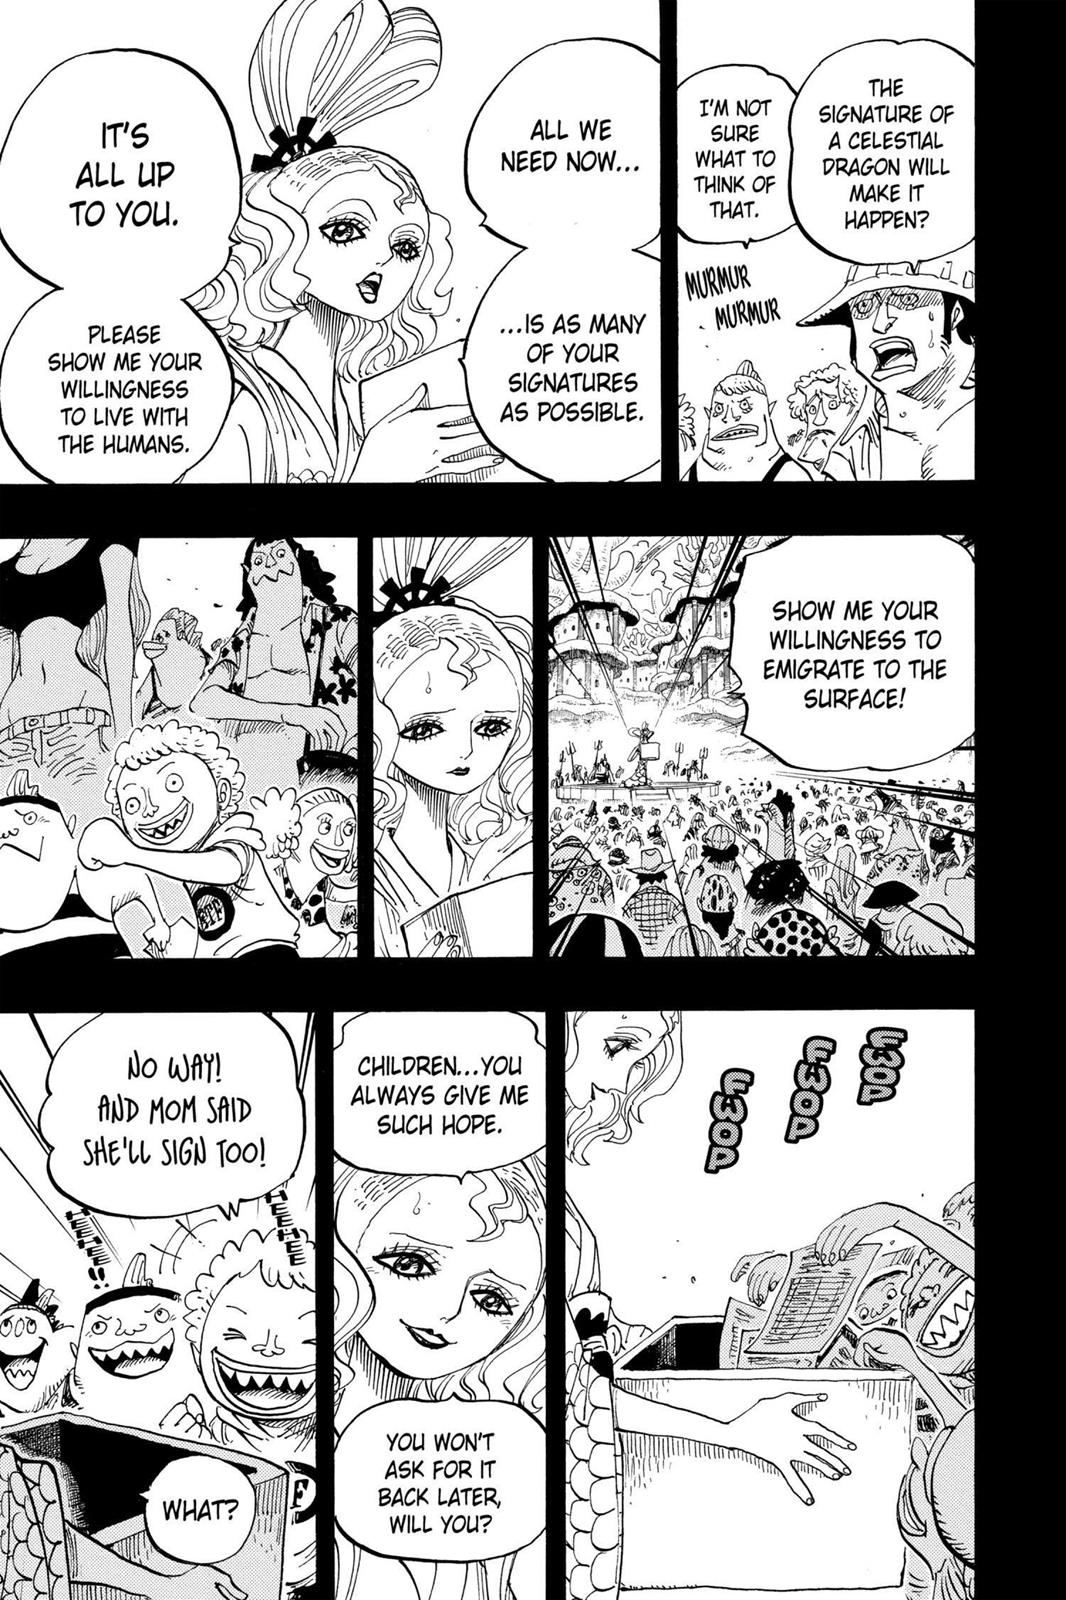 THE
SIGNATURE OF
A CELESTIAL
DRAGON WILL
MAKE IT
HAPPEN?
I'M NOT
SURE
WHAT TO
THINK OF
THAT.
MURMUR
MURMUR
ALL WE
NEED NOW...
...IS AS MANY
OF YOUR
SIGNATURES
AS POSSIBLE.
IT'S
ALL UP
TO YOU.
PLEASE
SHOW ME YOUR
WILLINGNESS
TO LIVE WITH
THE HUMANS.
SHOW ME YOUR
WILLINGNESS TO
EMIGRATE TO THE
SURFACE!
FWOP
FWOP
FWOP
CHILDREN...YOU
ALWAYS GIVE ME
SUCH HOPE.
YOU WON'T
ASK FOR IT
BACK LATER,
WILL YOU?
NO WAY!
AND MOM SAID
SHE'LL SIGN TOO!
HEEHEE
HEEHEE!!
WHAT?